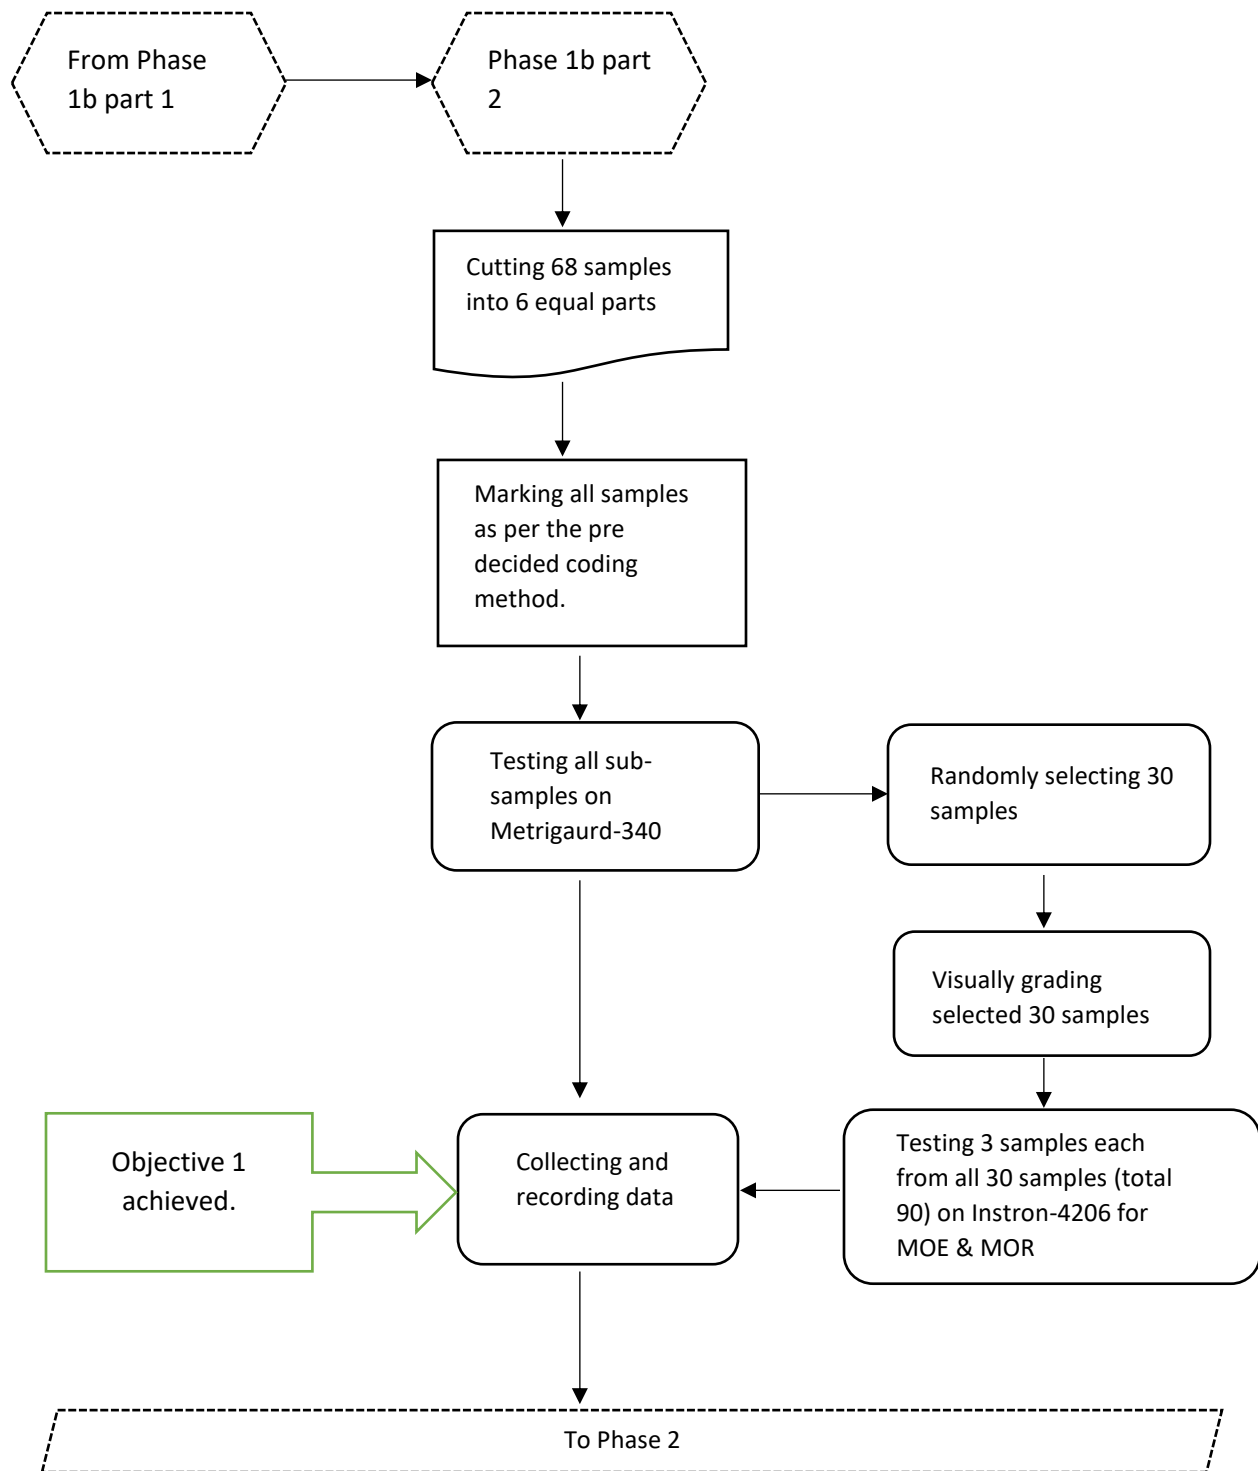 From Phase
1b part 1
Phase 1b part
2
Cutting 68 samples
into 6 equal parts
Marking all samples
as per the pre
decided coding
method.
Testing all sub-
samples on
Metrigaurd-340
Randomly selecting 30
samples
Visually grading
selected 30 samples
Testing 3 samples each
from all 30 samples (total
90) on Instron-4206 for
MOE & MOR
Collecting and
recording data
Objective 1
achieved.
To Phase 2